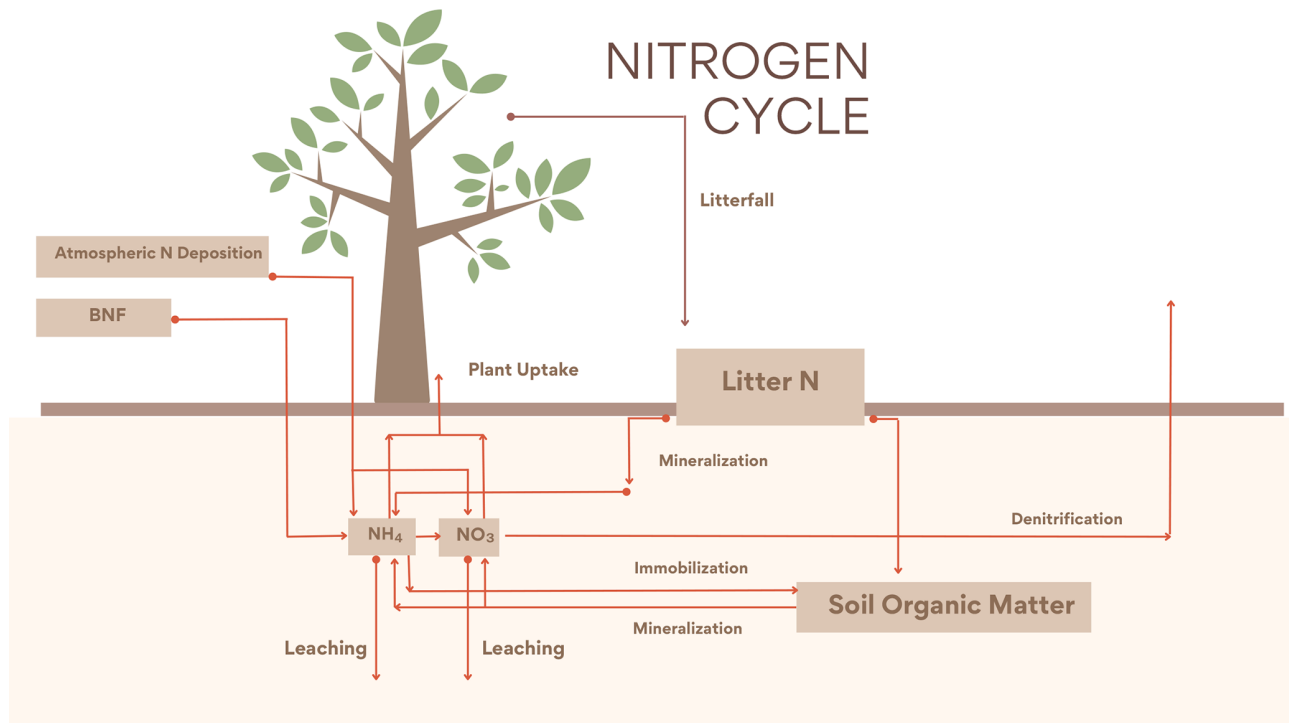 NITROGEN
CYCLE
Litterfall
Atmospheric N Deposition
BNF
Plant Uptake
Litter N
Mineralization
Denitrification
NH₄
NO₃
Immobilization
Soil Organic Matter
Mineralization
Leaching
Leaching